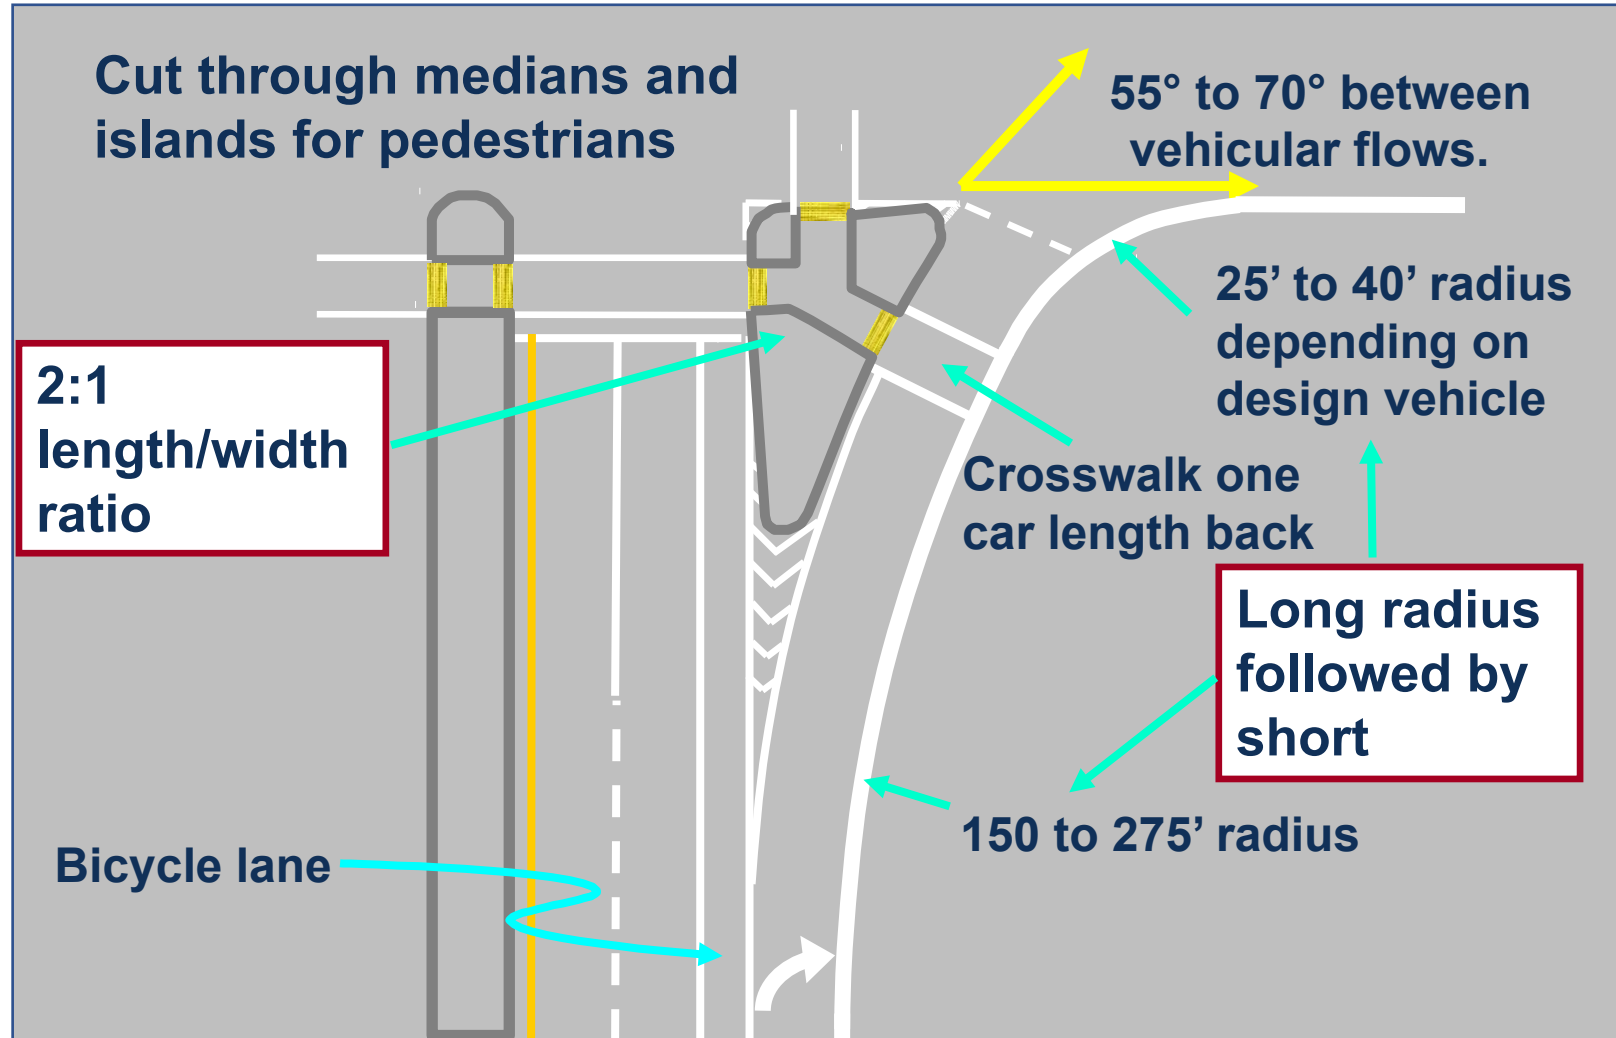 Cut through medians and
islands for pedestrians
55° to 70° between
vehicular flows.
25’ to 40’ radius
depending on
design vehicle
2:1
length/width
ratio
Crosswalk one
car length back
Long radius
followed by
short
150 to 275’ radius
Bicycle lane